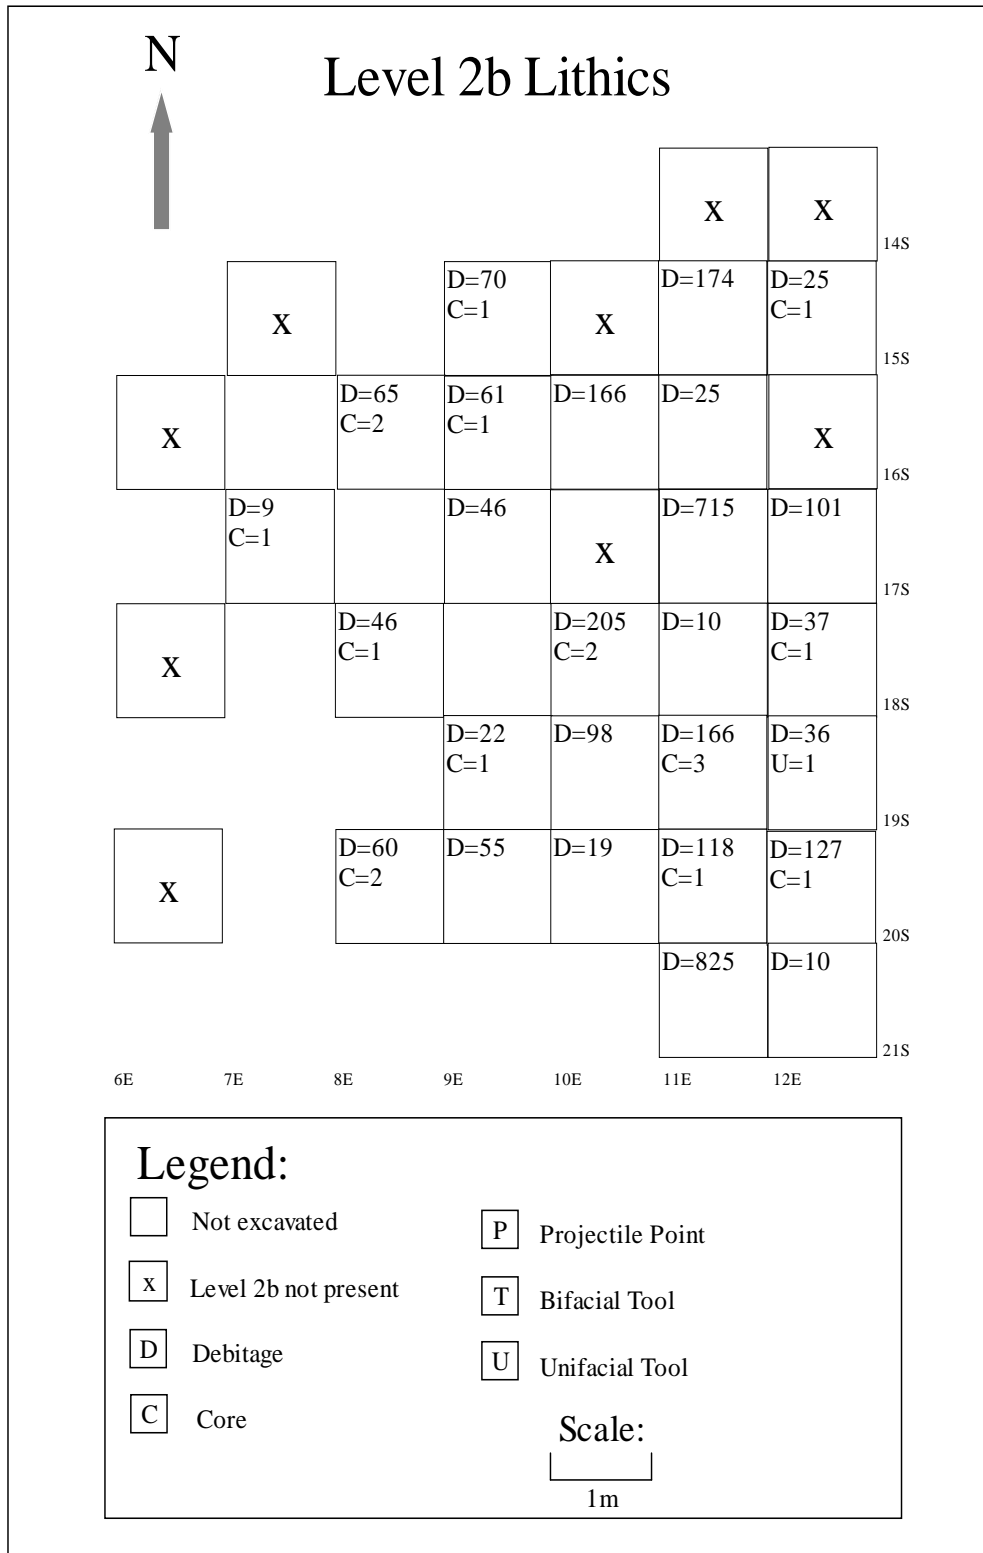 N
Level 2b Lithics
x x
14S
D=70 D=174 D=25
C=1 C=1
x x
15S
D=65 D=61 D=166 D=25
C=2 C=1
x x
16S
D=9 D=46 D=715 D=101
C=1
x
17S
D=46 D=205 D=10 D=37
C=1 C=2 C=1
x
18S
D=22 D=98 D=166 D=36
C=1 C=3 U=1
19S
D=60 D=55 D=19 D=118 D=127
C=2 C=1 C=1
x
20S
D=825 D=10
21S
6E 7E 8E 9E 10E 11E 12E
Legend:
Not excavated
x Level 2b not present
D Debitage
C Core
P Projectile Point
T Bifacial Tool
U Unifacial Tool
Scale:
1m